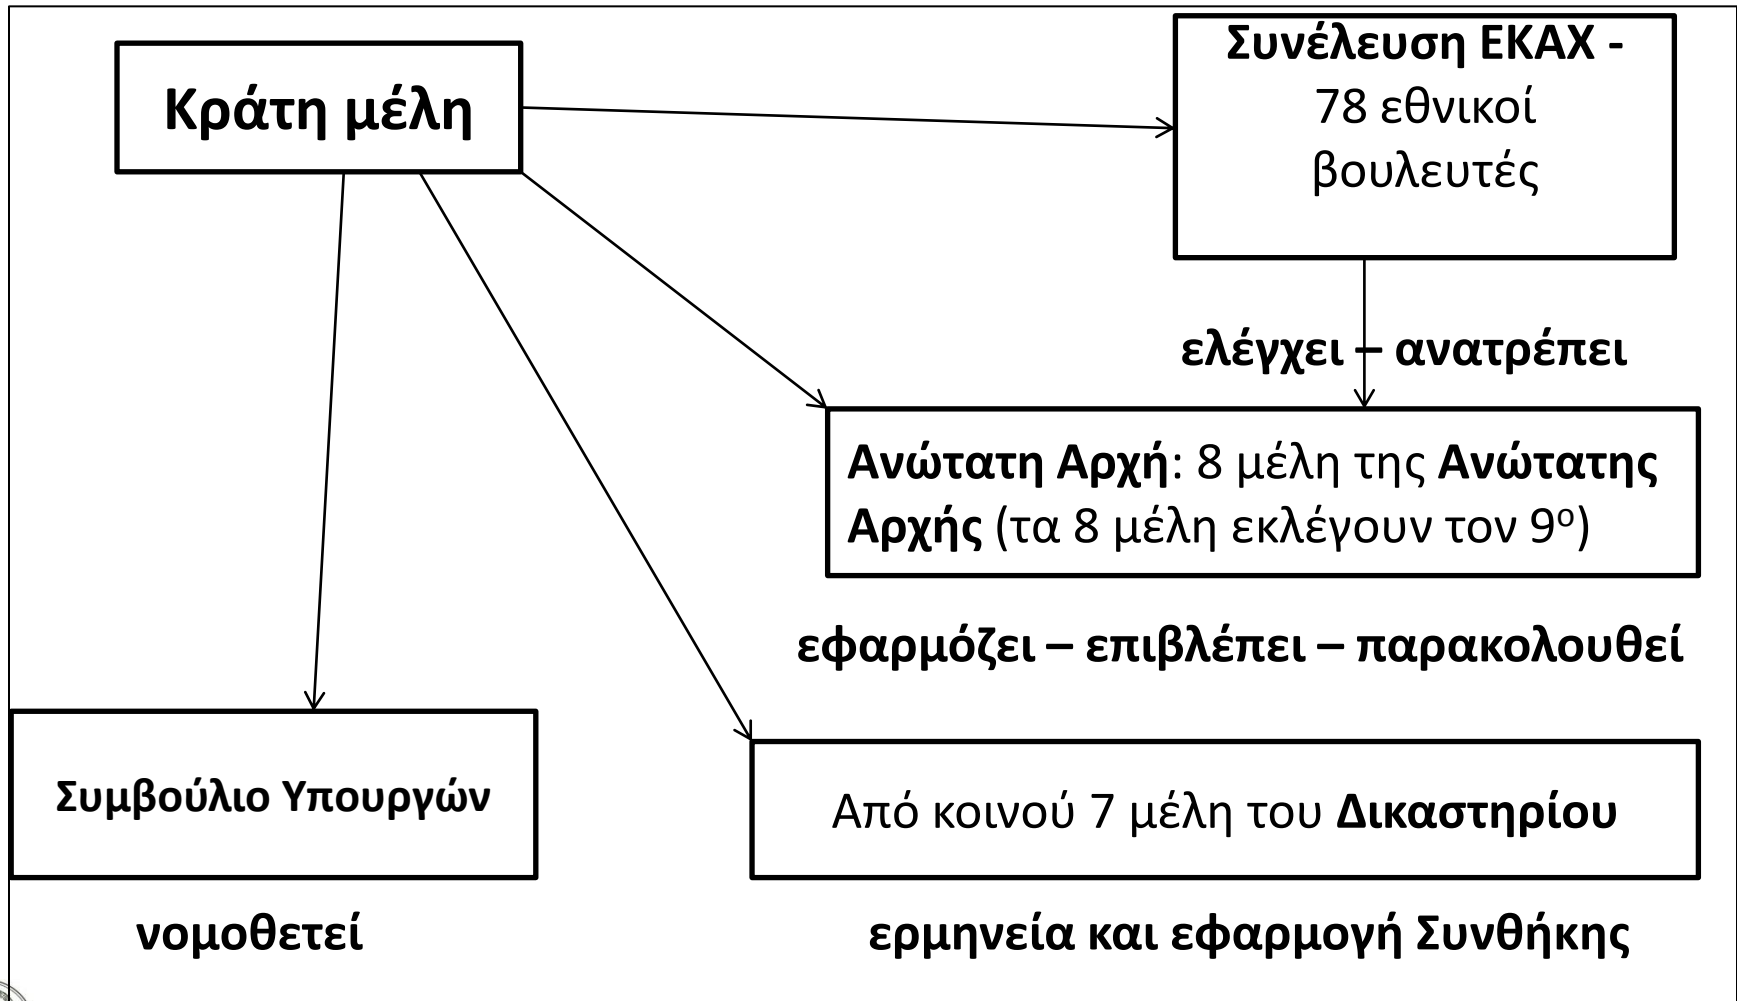 Κράτη μέλη
Συνέλευση ΕΚΑΧ -
78 εθνικοί
βουλευτές
ελέγχει – ανατρέπει
Ανώτατη Αρχή: 8 μέλη της Ανώτατης
Αρχής (τα 8 μέλη εκλέγουν τον 9ο)
εφαρμόζει – επιβλέπει – παρακολουθεί
Συμβούλιο Υπουργών
Από κοινού 7 μέλη του Δικαστηρίου
νομοθετεί
ερμηνεία και εφαρμογή Συνθήκης